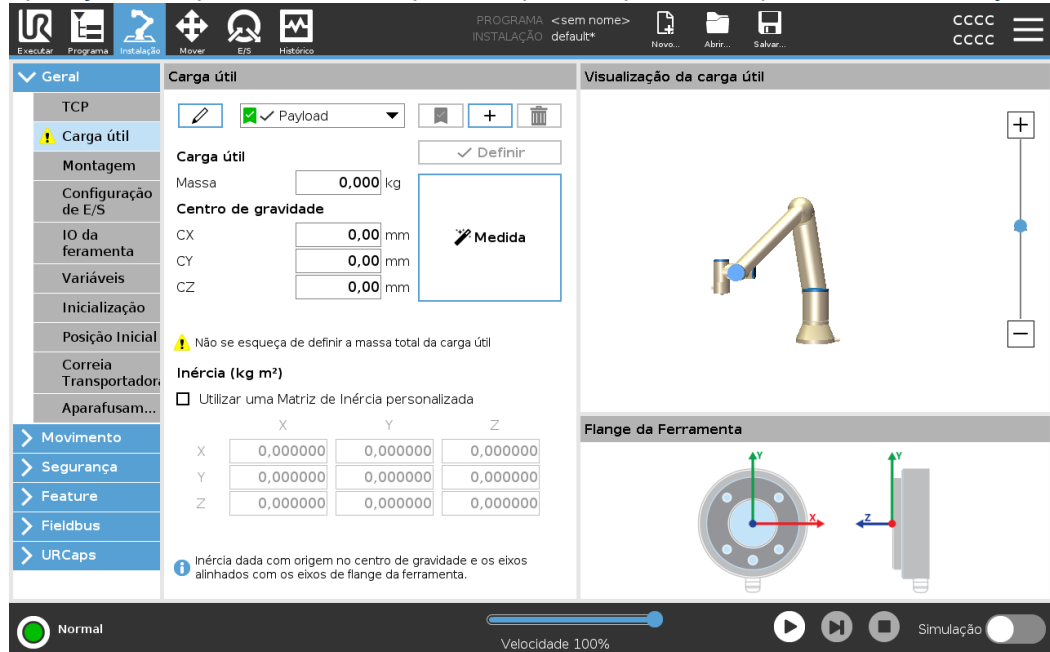 PROGRAMA <sem nome>
INSTALAÇÃO default*
UR
Executar
Programa
Instalação
Mover
E/S
Histórico
Novo...
Abrir...
Salvar...
CCCC
CCCC
Geral
TCP
Carga útil
Montagem
Configuração
de E/S
IO da
feramenta
Variáveis
Inicialização
Posição Inicial
Correia
Transportador
Aparafusam...
Movimento
Segurança
Feature
Fieldbus
URCaps
Carga útil
Payload
Definir
Carga útil
Massa 0,000 kg
Centro de gravidade
CX 0,00 mm
CY 0,00 mm
CZ 0,00 mm
Medida
Não se esqueça de definir a massa total da carga útil
Inércia (kg m²)
Utilizar uma Matriz de Inércia personalizada
X Y Z
X 0,000000 0,000000 0,000000
Y 0,000000 0,000000 0,000000
Z 0,000000 0,000000 0,000000
Inércia dada com origem no centro de gravidade e os eixos
alinhados com os eixos de flange da ferramenta.
Visualização da carga útil
Flange da Ferramenta
Y
X
Y
Z
Normal
Velocidade 100%
Simulação